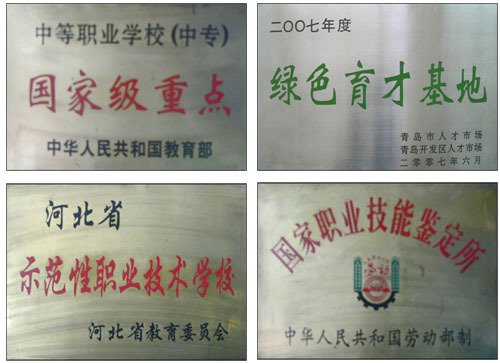 中等职业学校(中专)
国家级重点
中华人民共和国教育部
二〇〇七年度
绿色育才基地
青岛市人才市场
青岛开发区人才市场
二零零七年六月
河北省
示范性职业技术学校
河北省教育委员会
国家职业技能鉴定所
劳动
中华人民共和国劳动部制